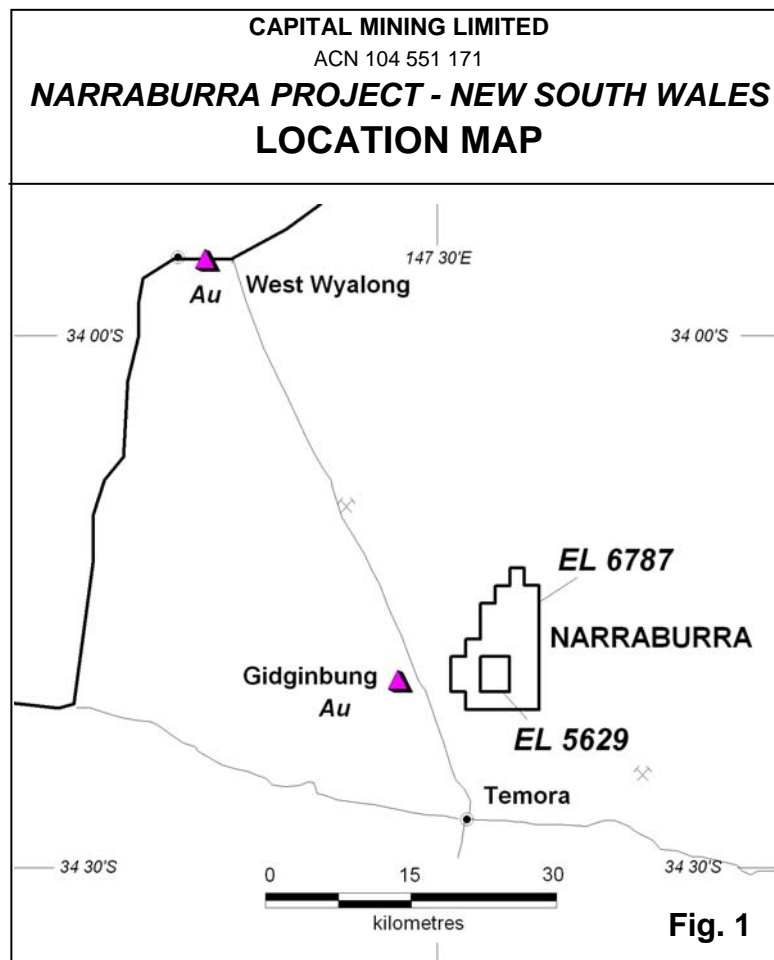 CAPITAL MINING LIMITED
ACN 104 551 171
NARRABURRA PROJECT - NEW SOUTH WALES
LOCATION MAP
147 30'E
West Wyalong
Au
34 00'S
34 00'S
EL 6787
NARRABURRA
Gidginbung
Au
EL 5629
Temora
34 30'S
34 30'S
0 15 30
kilometres
Fig. 1